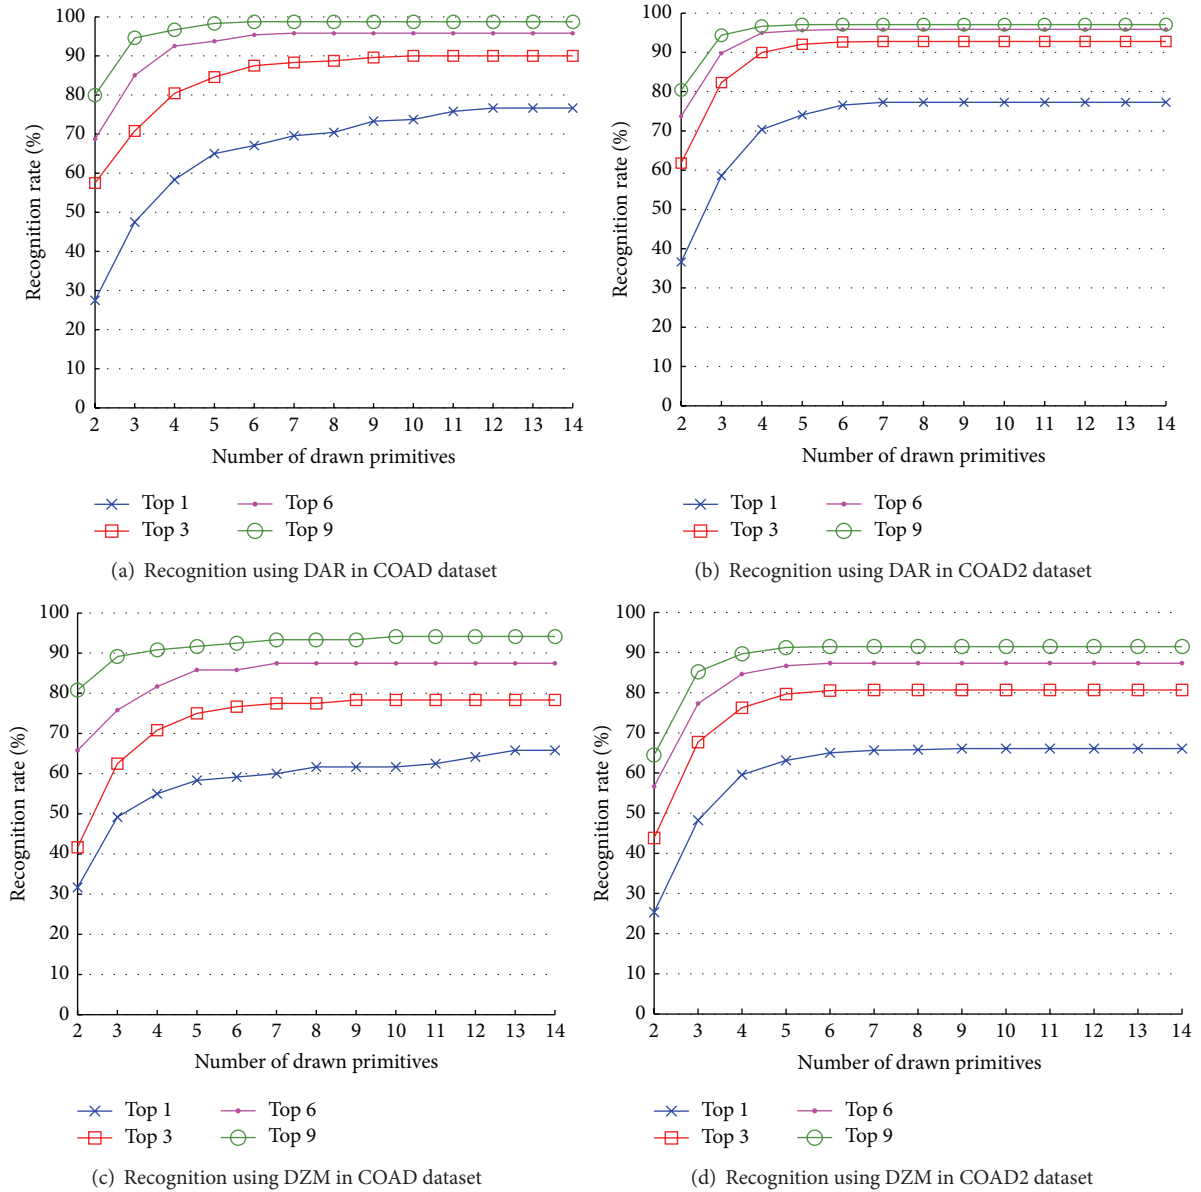 100
90
80
70
60
50
40
30
20
10
0
Recognition rate (%)
2 3 4 5 6 7 8 9 10 11 12 13 14
Number of drawn primitives
Top 1 Top 6
Top 3 Top 9
(a) Recognition using DAR in COAD dataset
100
90
80
70
60
50
40
30
20
10
0
Recognition rate (%)
2 3 4 5 6 7 8 9 10 11 12 13 14
Number of drawn primitives
Top 1 Top 6
Top 3 Top 9
(b) Recognition using DAR in COAD2 dataset
100
90
80
70
60
50
40
30
20
10
0
Recognition rate (%)
2 3 4 5 6 7 8 9 10 11 12 13 14
Number of drawn primitives
Top 1 Top 6
Top 3 Top 9
(c) Recognition using DZM in COAD dataset
100
90
80
70
60
50
40
30
20
10
0
Recognition rate (%)
2 3 4 5 6 7 8 9 10 11 12 13 14
Number of drawn primitives
Top 1 Top 6
Top 3 Top 9
(d) Recognition using DZM in COAD2 dataset